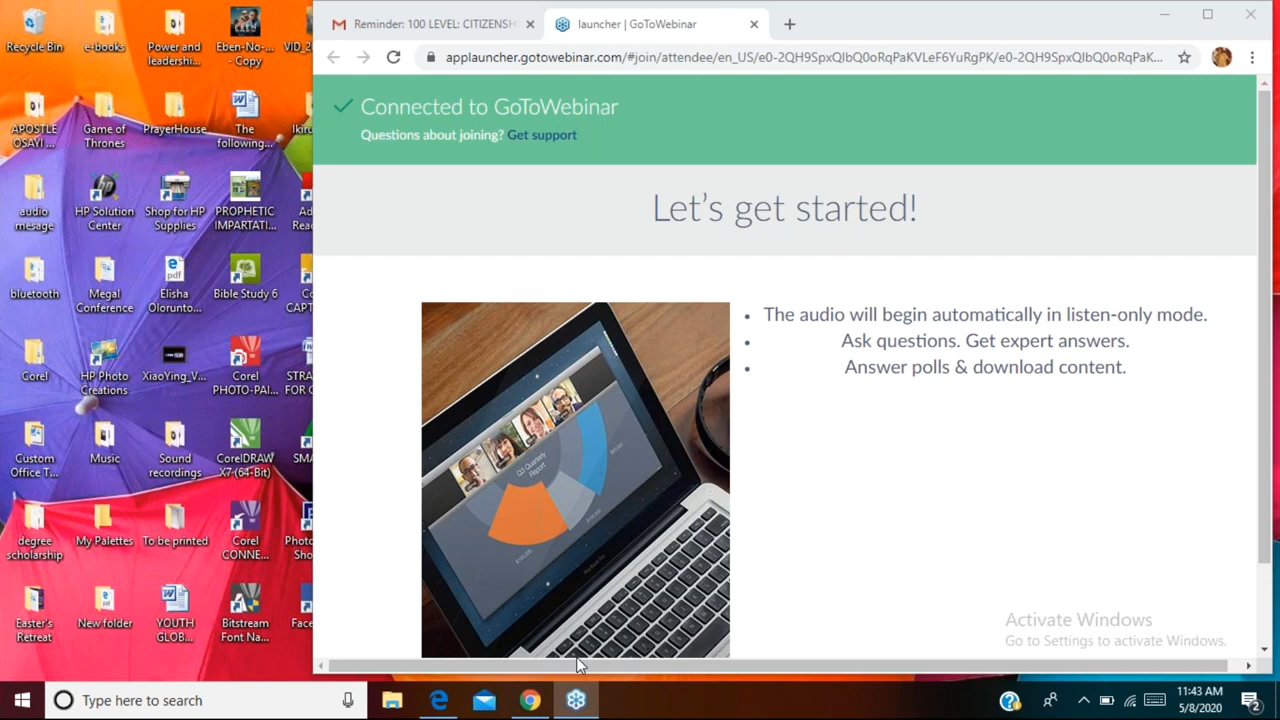 Recycle Bin
e-books
Power and
leadershi...
Eben-No-...
- Copy
Reminder: 100 LEVEL: CITIZENSH
launcher | GoToWebinar
applauncher.gotowebinar.com/#join/attendee/en_US/e0-2QH9SpxQIbQ0oRqPaKVLeF6YuRgPK/e0-2QH9SpxQIbQ0oRqPaK...
Connected to GoToWebinar
Questions about joining? Get support
Let's get started!
• The audio will begin automatically in listen-only mode.
• Ask questions. Get expert answers.
• Answer polls & download content.
Q3 Quarterly
Report
APOSTLE
OSAYI ...
Game of
Thrones
PrayerHouse
The
following...
audio
mesage
HP Solution
Center
Shop for HP
Supplies
PROPHETIC
IMPARTATI...
bluetooth
Megal
Conference
Elisha
Olorunto...
Bible Study 6
Corel
HP Photo
Creations
XiaoYing_V...
Corel
PHOTO-PAI...
Custom
Office T...
Music
Sound
recordings
CorelDRAW
X7 (64-Bit)
degree
scholarship
My Palettes
To be printed
Corel
CONNE...
Easter's
Retreat
New folder
YOUTH
GLOB...
Bitstream
Font Na...
Activate Windows
Go to Settings to activate Windows.
Type here to search
11:43 AM
5/8/2020
2